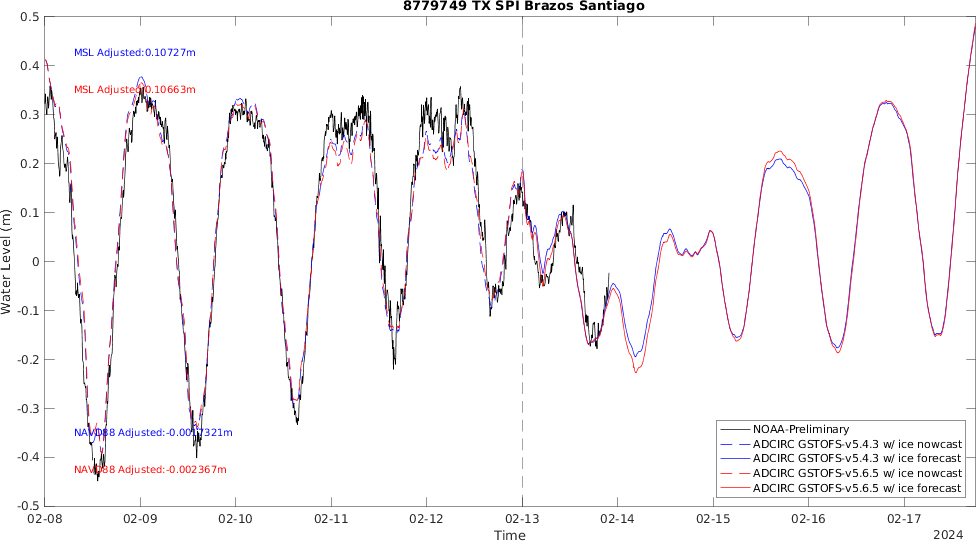 8779749 TX SPI Brazos Santiago
0.5
MSL Adjusted:0.10727m
0.4
MSL Adjusted:0.10663m
0.3
0.2
0.1
0
Water Level (m)
-0.1
-0.2
-0.3
NAVD88 Adjusted:-0.0017321m
-0.4
NAVD88 Adjusted:-0.002367m
-0.5
NOAA-Preliminary
ADCIRC GSTOFS-v5.4.3 w/ ice nowcast
ADCIRC GSTOFS-v5.4.3 w/ ice forecast
ADCIRC GSTOFS-v5.6.5 w/ ice nowcast
ADCIRC GSTOFS-v5.6.5 w/ ice forecast
02-08 02-09 02-10 02-11 02-12 02-13 02-14 02-15 02-16 02-17
Time
2024